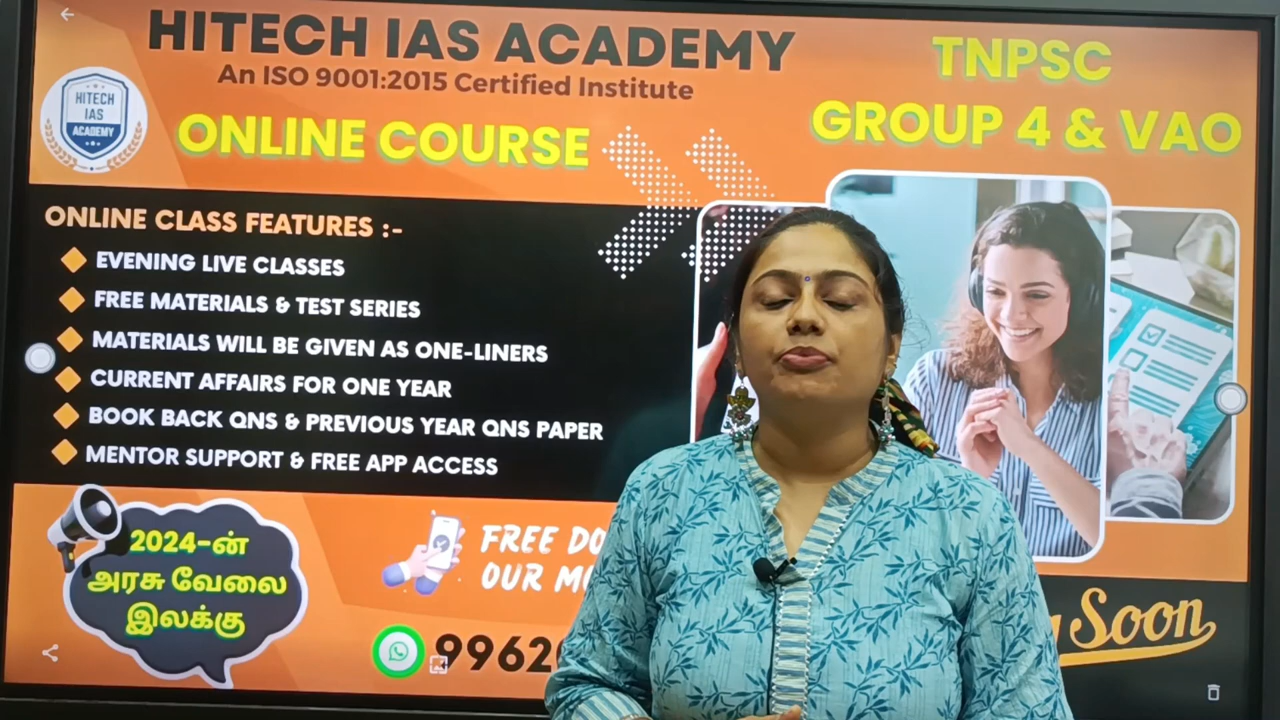 HITECH IAS ACADEMY
An ISO 9001:2015 Certified Institute
ONLINE COURSE
TNPSC
GROUP 4 & VAO
HITECH
IAS
ACADEMY
ONLINE CLASS FEATURES :-
EVENING LIVE CLASSES
FREE MATERIALS & TEST SERIES
MATERIALS WILL BE GIVEN AS ONE-LINERS
CURRENT AFFAIRS FOR ONE YEAR
BOOK BACK QNS & PREVIOUS YEAR QNS PAPER
MENTOR SUPPORT & FREE APP ACCESS
2024-ன்
அரசு வேலை
இலக்கு
FREE
OUR
9962
Soon